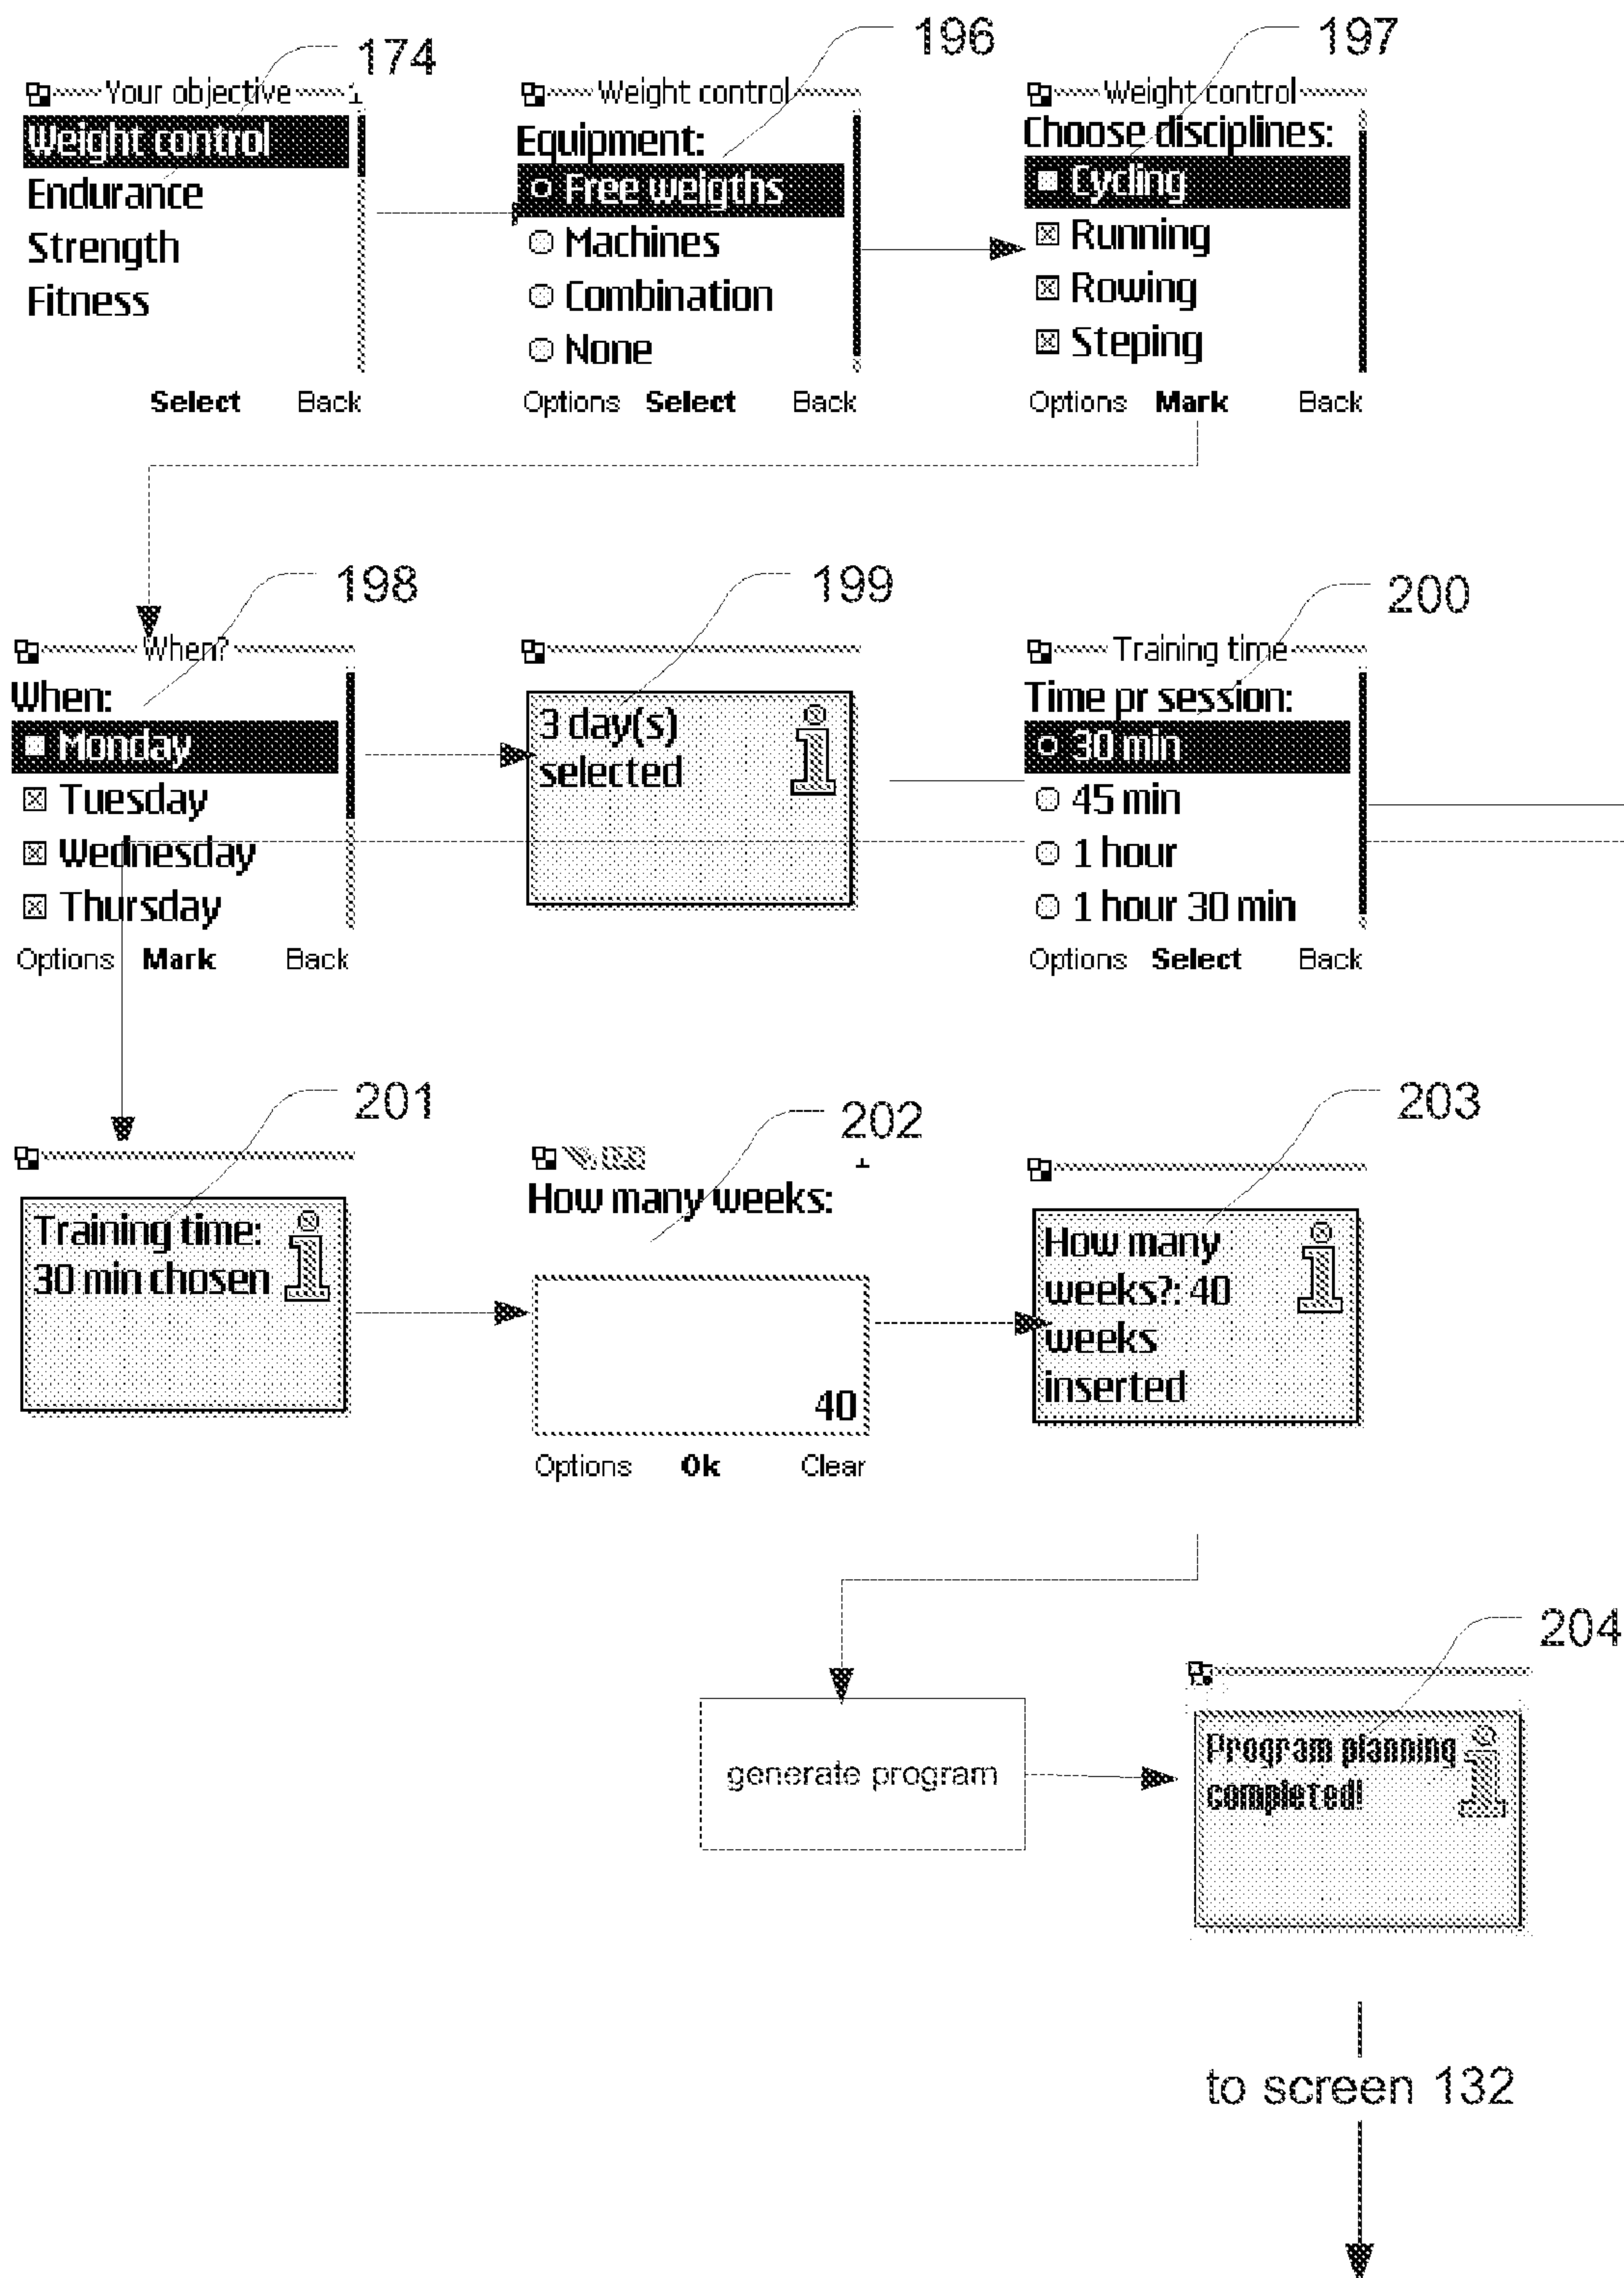 174
Your objective 1
Weight control
Endurance
Strength
Fitness
Select Back
196
Weight control
Equipment:
Free weigths
Machines
Combination
None
Options Select Back
197
Weight control
Choose disciplines:
Cycling
Running
Rowing
Steping
Options Mark Back
198
When?
When:
Monday
Tuesday
Wednesday
Thursday
Options Mark Back
199
3 day(s)
selected
200
Training time
Time pr session:
30 min
45 min
1 hour
1 hour 30 min
Options Select Back
201
Training time:
30 min chosen
202
How many weeks:
40
Options Ok Clear
203
How many
weeks?: 40
weeks
inserted
generate program
204
Program planning
completed!
to screen 132